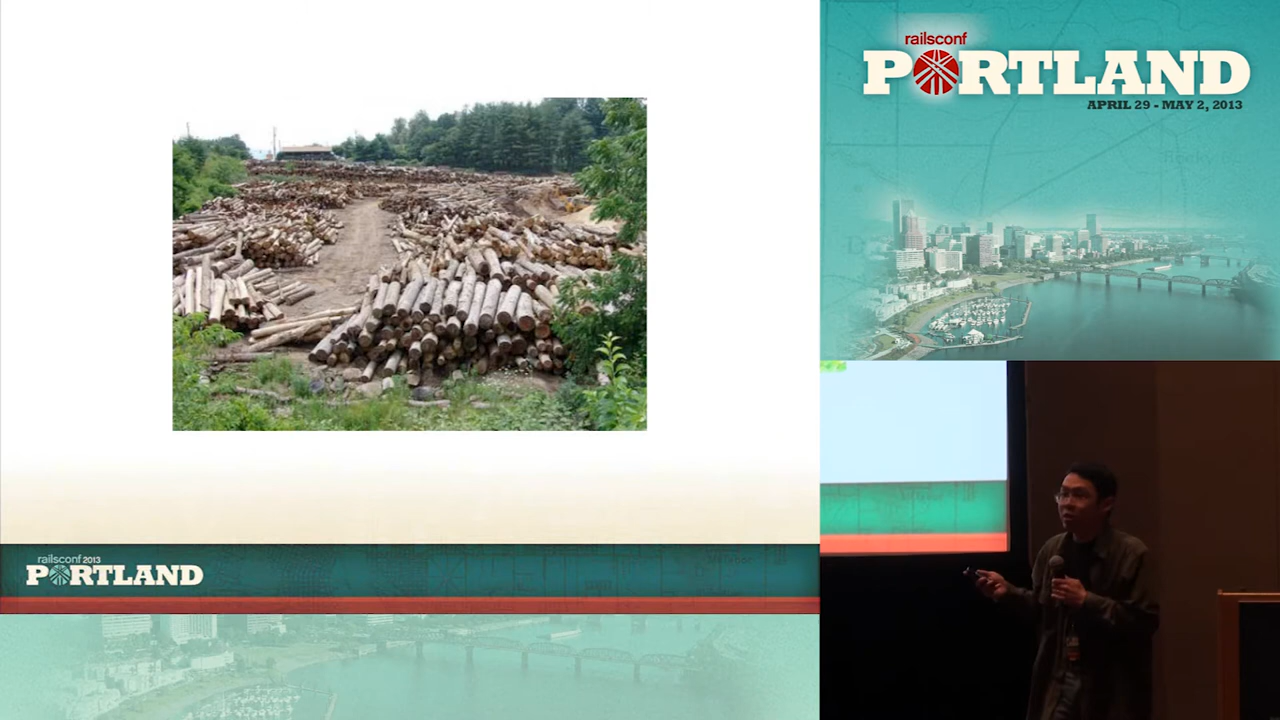 railsconf
PORTLAND
APRIL 29 - MAY 2, 2013
railsconf 2013
PORTLAND